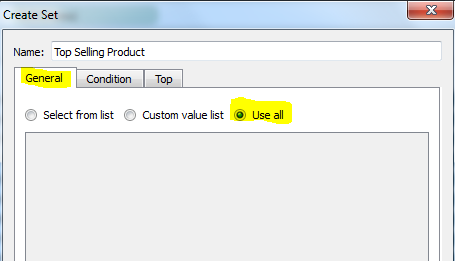 Create Set
Name: Top Selling Product
General Condition Top
Select from list Custom value list Use all